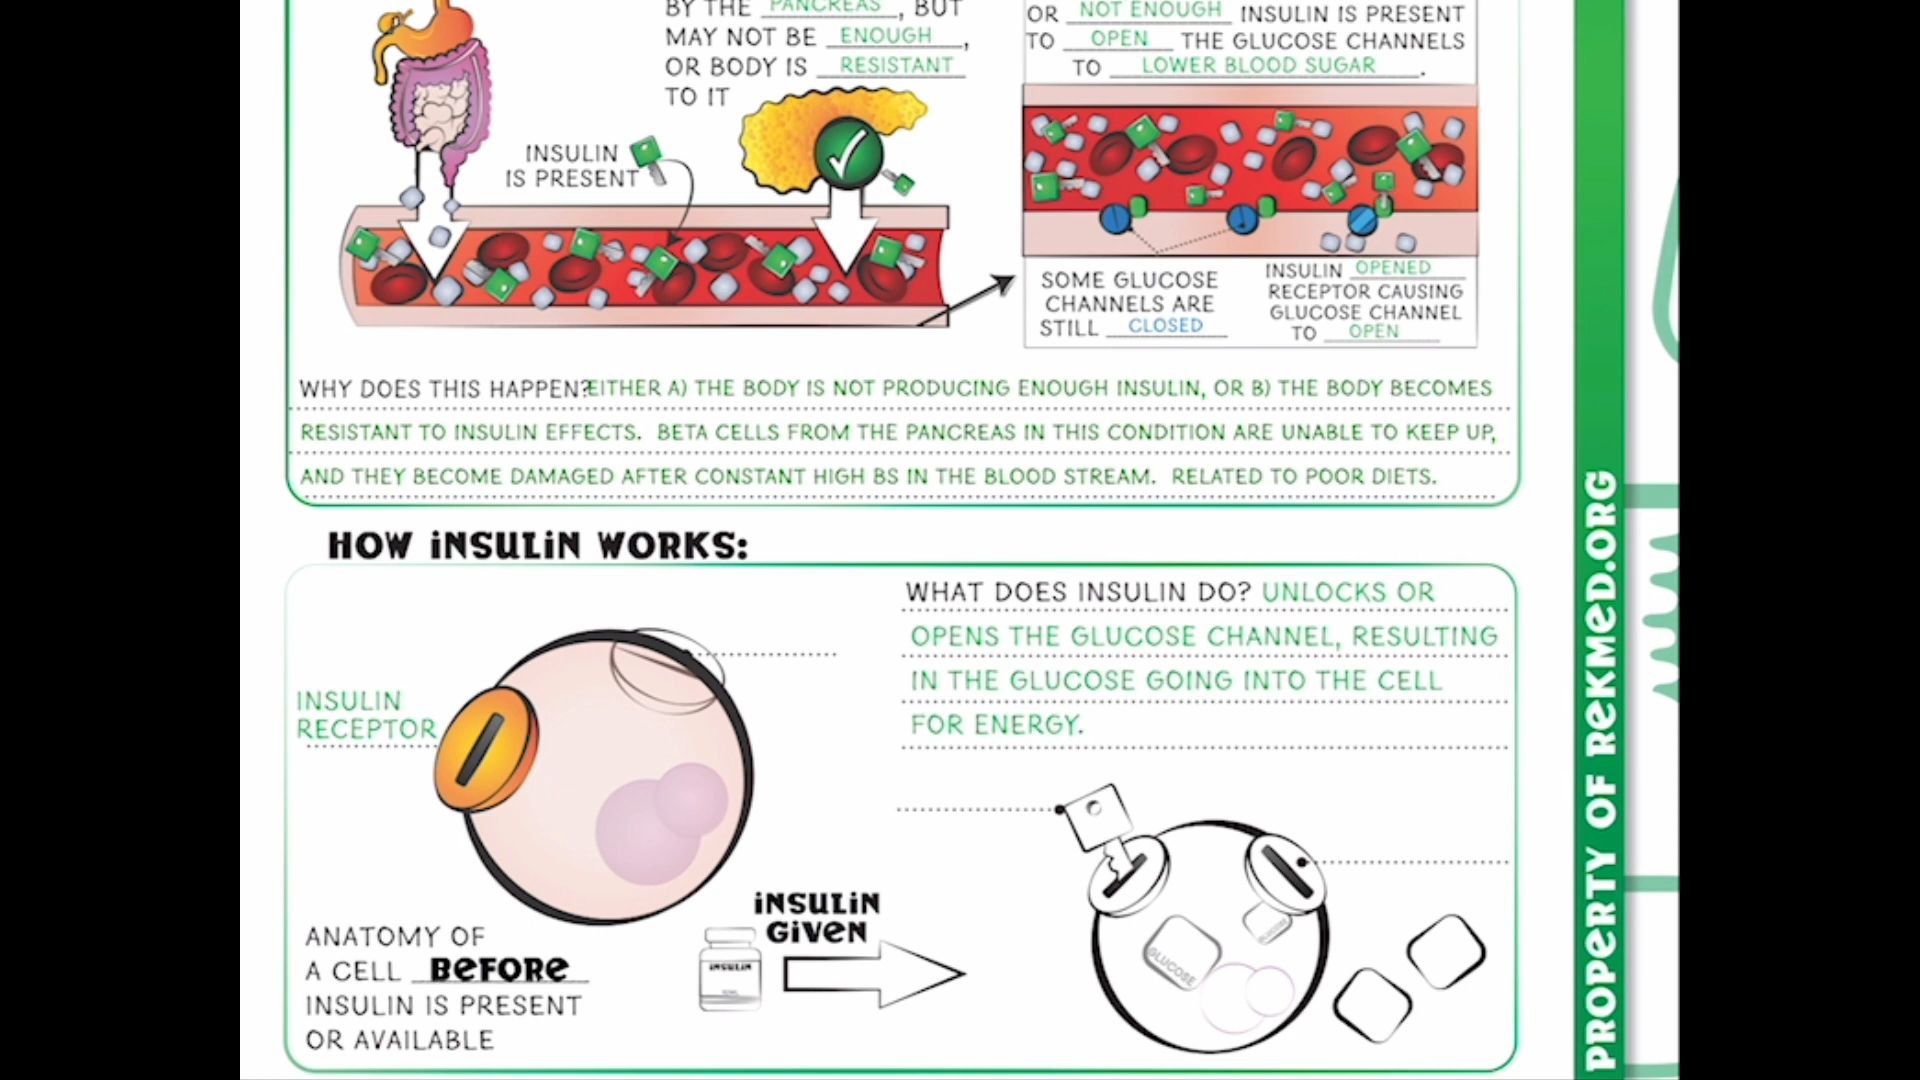 BY THE PANCREAS, BUT
MAY NOT BE ENOUGH,
OR BODY IS RESISTANT
TO IT
INSULIN
IS PRESENT
OR NOT ENOUGH INSULIN IS PRESENT
TO OPEN THE GLUCOSE CHANNELS
TO LOWER BLOOD SUGAR.
SOME GLUCOSE
CHANNELS ARE
STILL CLOSED
INSULIN OPENED
RECEPTOR CAUSING
GLUCOSE CHANNEL
TO OPEN
WHY DOES THIS HAPPEN? EITHER A) THE BODY IS NOT PRODUCING ENOUGH INSULIN, OR B) THE BODY BECOMES
RESISTANT TO INSULIN EFFECTS. BETA CELLS FROM THE PANCREAS IN THIS CONDITION ARE UNABLE TO KEEP UP,
AND THEY BECOME DAMAGED AFTER CONSTANT HIGH BS IN THE BLOOD STREAM. RELATED TO POOR DIETS.
HOW INSULIN WORKS:
INSULIN
RECEPTOR
WHAT DOES INSULIN DO? UNLOCKS OR
OPENS THE GLUCOSE CHANNEL, RESULTING
IN THE GLUCOSE GOING INTO THE CELL
FOR ENERGY.
ANATOMY OF
A CELL BEFORE
INSULIN IS PRESENT
OR AVAILABLE
INSULIN
GIVEN
INSULIN
GLUCOSE
GLUCOSE
PROPERTY OF REKMED.ORG